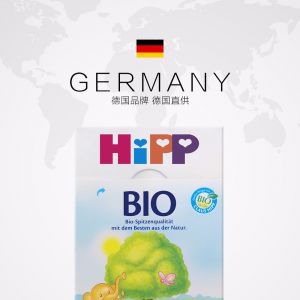 GERMANY
德国品牌 德国直供
HiPP
BIO
Bio-Spitzenqualität
mit dem Besten aus der Natur.
BIO